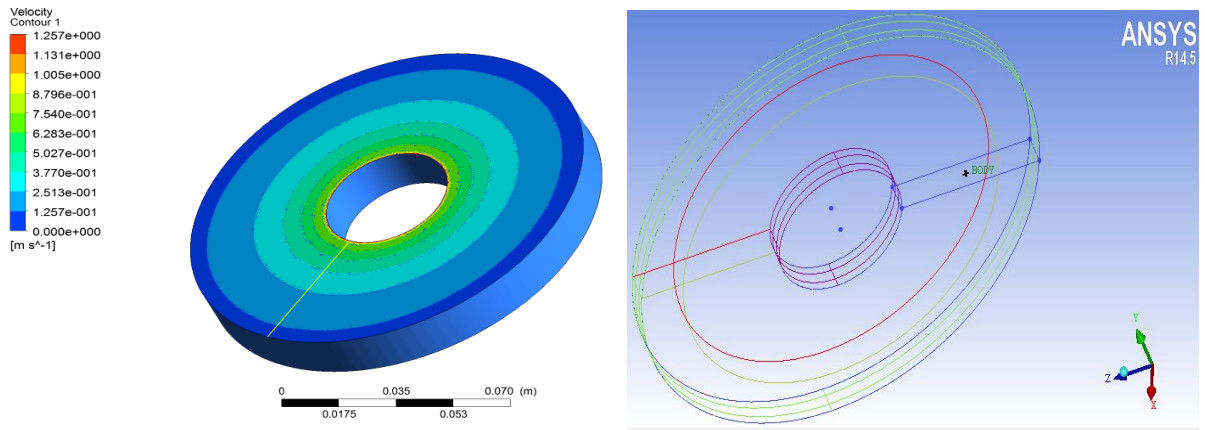 Velocity
Contour 1
1.257e+000
1.131e+000
1.005e+000
8.796e-001
7.540e-001
6.283e-001
5.027e-001
3.770e-001
2.513e-001
1.257e-001
0.000e+000
[m s^-1]
0 0.035 0.070 (m)
0.0175 0.053
ANSYS
R14.5
BODY
Y
Z
X